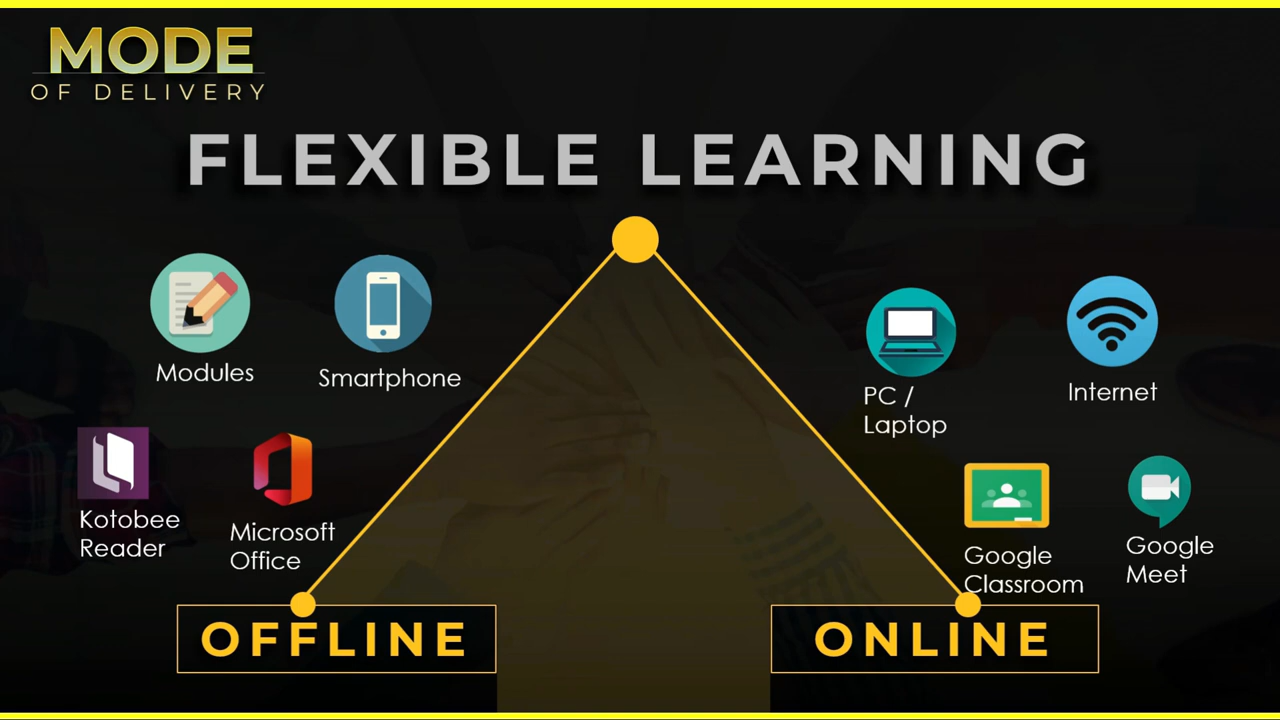 MODE
OF DELIVERY
FLEXIBLE LEARNING
Modules
Smartphone
Kotobee
Reader
Microsoft
Office
OFFLINE
PC /
Laptop
Internet
Google
Classroom
Google
Meet
ONLINE